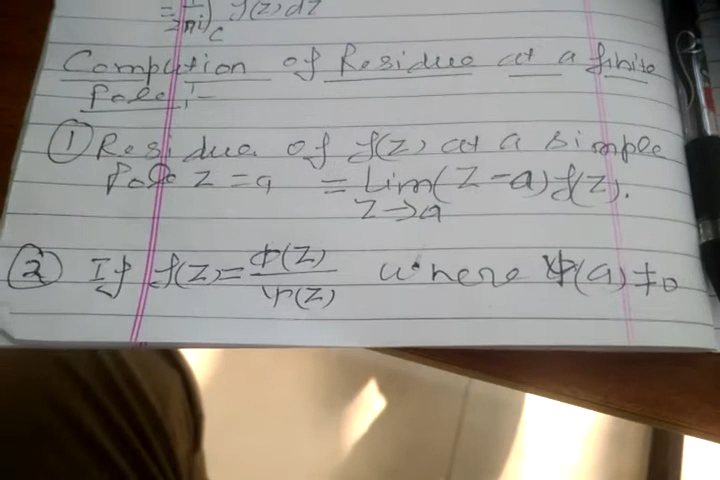 = 1/2πi ∫ f(z) dz
C
Computation of Residue at a finite
Pole :-
① Residue of f(z) at a simple
Pole z = a = Lim (z-a) f(z).
z→a
② If f(z) = φ(z)/ψ(z) where ψ(a) ≠ 0